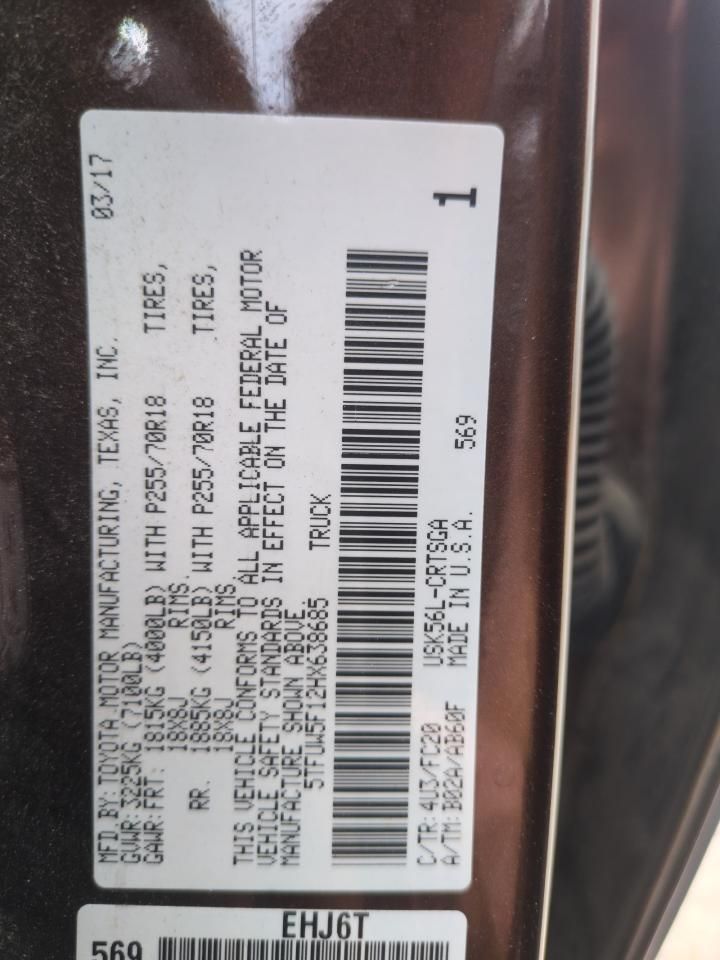 MFD.BY:TOYOTA MOTOR MANUFACTURING, TEXAS, INC. 03/17
GVWR:3225KG (7100LB)
GAWR:FRT: 1815KG (4000LB) WITH P255/70R18 TIRES,
18X8J RIMS.
RR. 1885KG (4150LB) WITH P255/70R18 TIRES,
18X8J RIMS.
THIS VEHICLE CONFORMS TO ALL APPLICABLE FEDERAL MOTOR
VEHICLE SAFETY STANDARDS IN EFFECT ON THE DATE OF
MANUFACTURE SHOWN ABOVE.
5TFUW5F12HX638685 TRUCK
1
C/TR:4U3/FC20 USK56L-CRTSGA 569
A/TM:B02A/AB60F MADE IN U.S.A.
EHJ6T
569